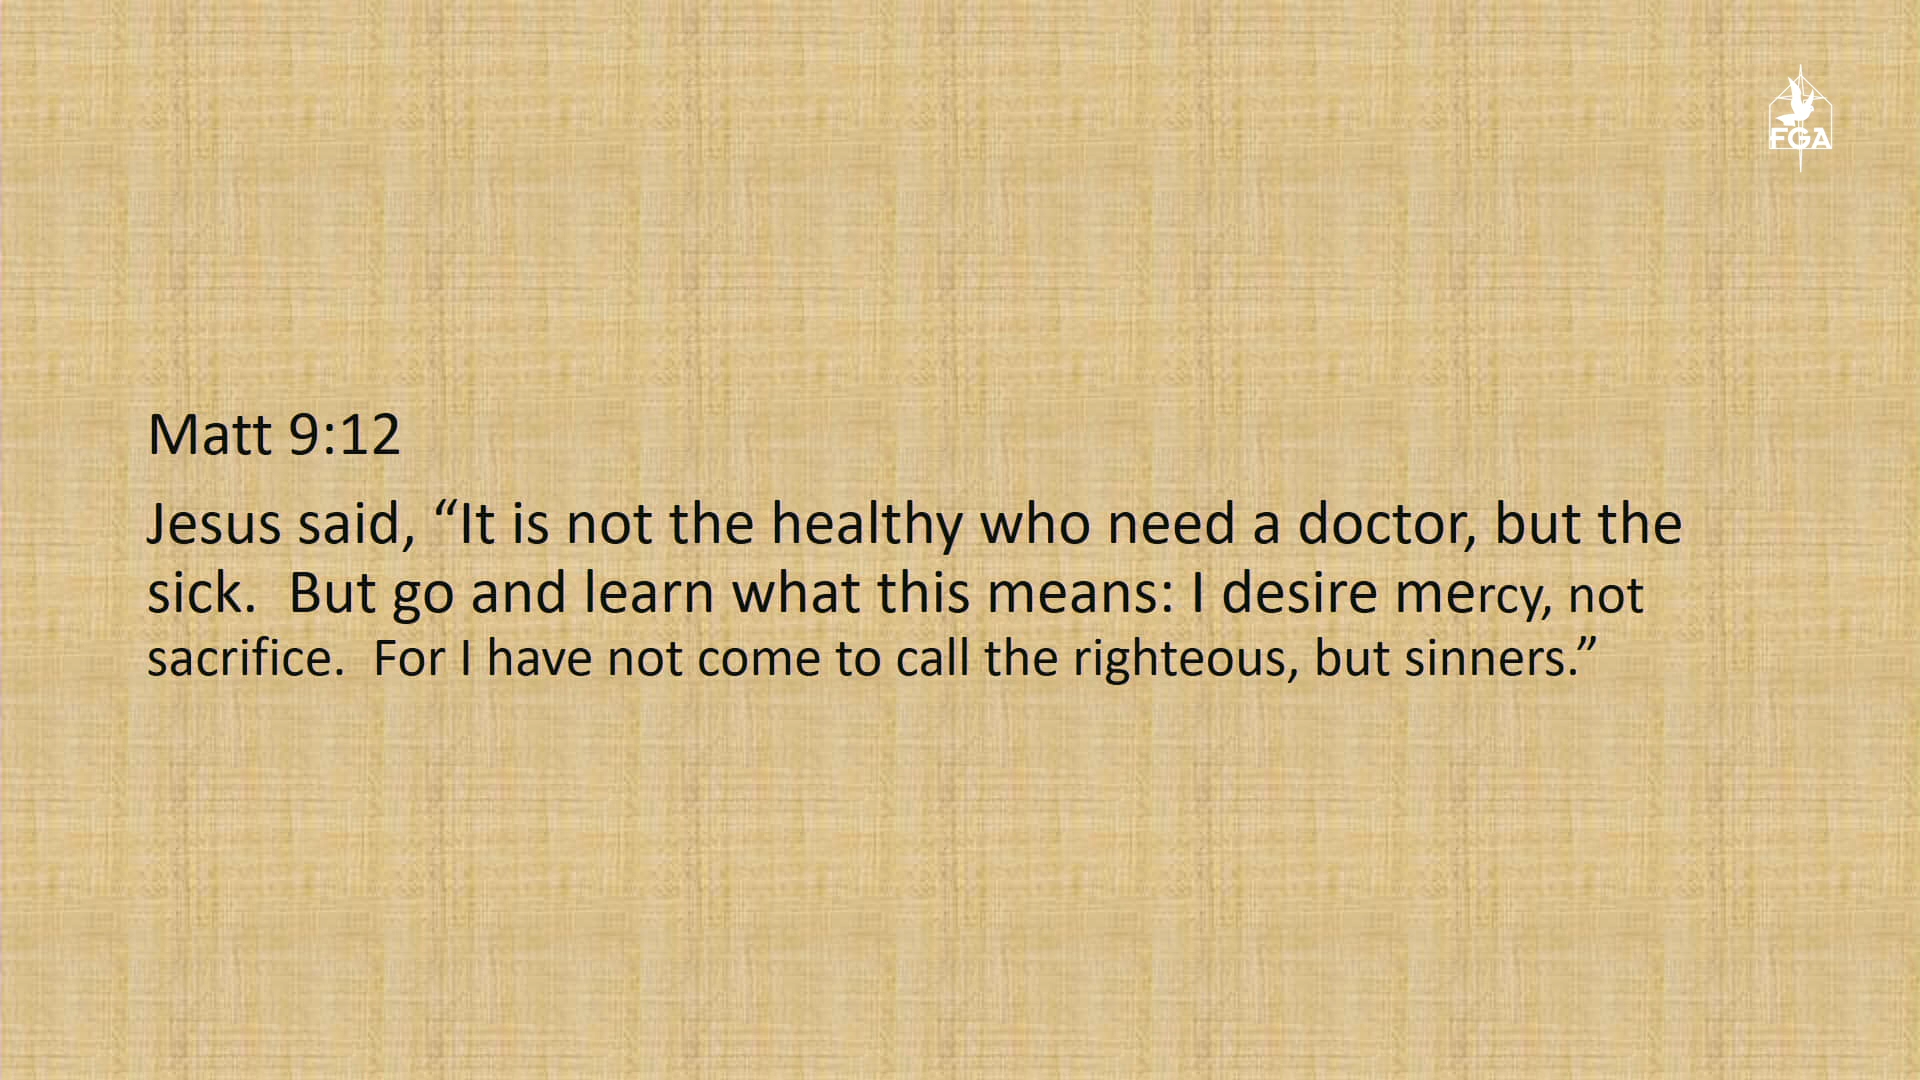 FGA
Matt 9:12
Jesus said, “It is not the healthy who need a doctor, but the
sick.  But go and learn what this means: I desire mercy, not
sacrifice.  For I have not come to call the righteous, but sinners.”